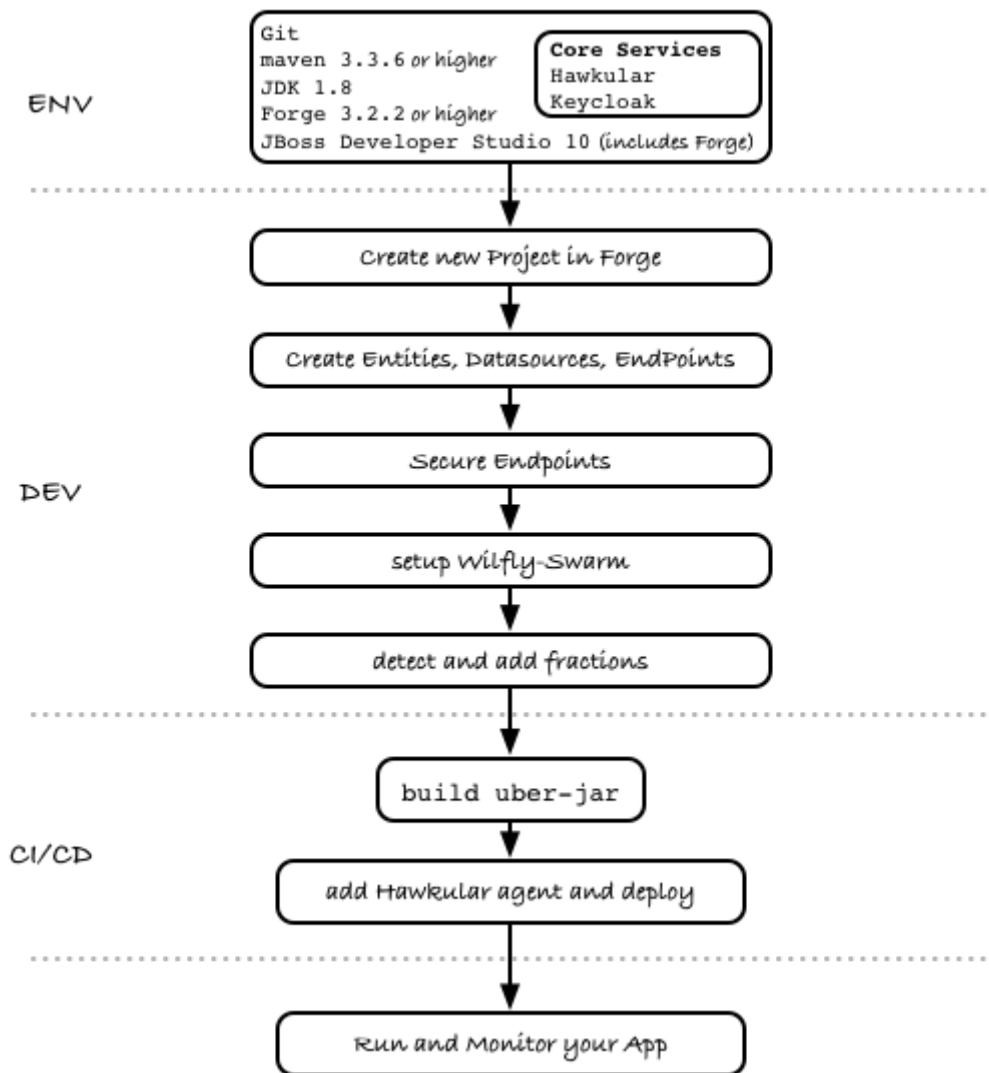 ENV
Git
maven 3.3.6 or higher
JDK 1.8
Forge 3.2.2 or higher
JBoss Developer Studio 10 (includes Forge)
Core Services
Hawkular
Keycloak
Create new Project in Forge
Create Entities, Datasources, EndPoints
DEV
Secure Endpoints
setup Wilfly-Swarm
detect and add fractions
build uber-jar
CI/CD
add Hawkular agent and deploy
Run and Monitor your App